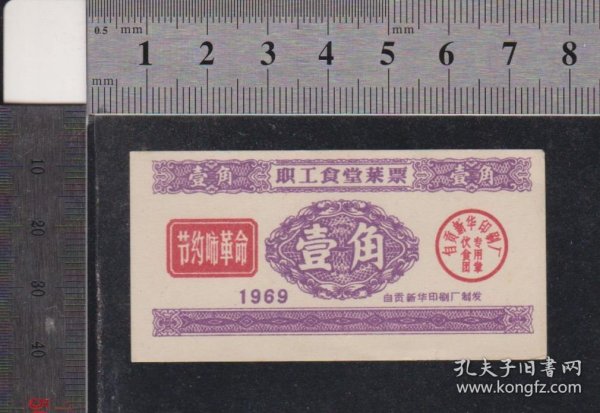 0.5 mm 1 2 3 4 5 6 7 8
mm
10
20
30
40
壹角 职工食堂菜票 壹角
节约闹革命
壹角
自贡新华印刷厂
伙食团
专用章
1969
自贡新华印刷厂制发
孔夫子旧书网
www.kongfz.com